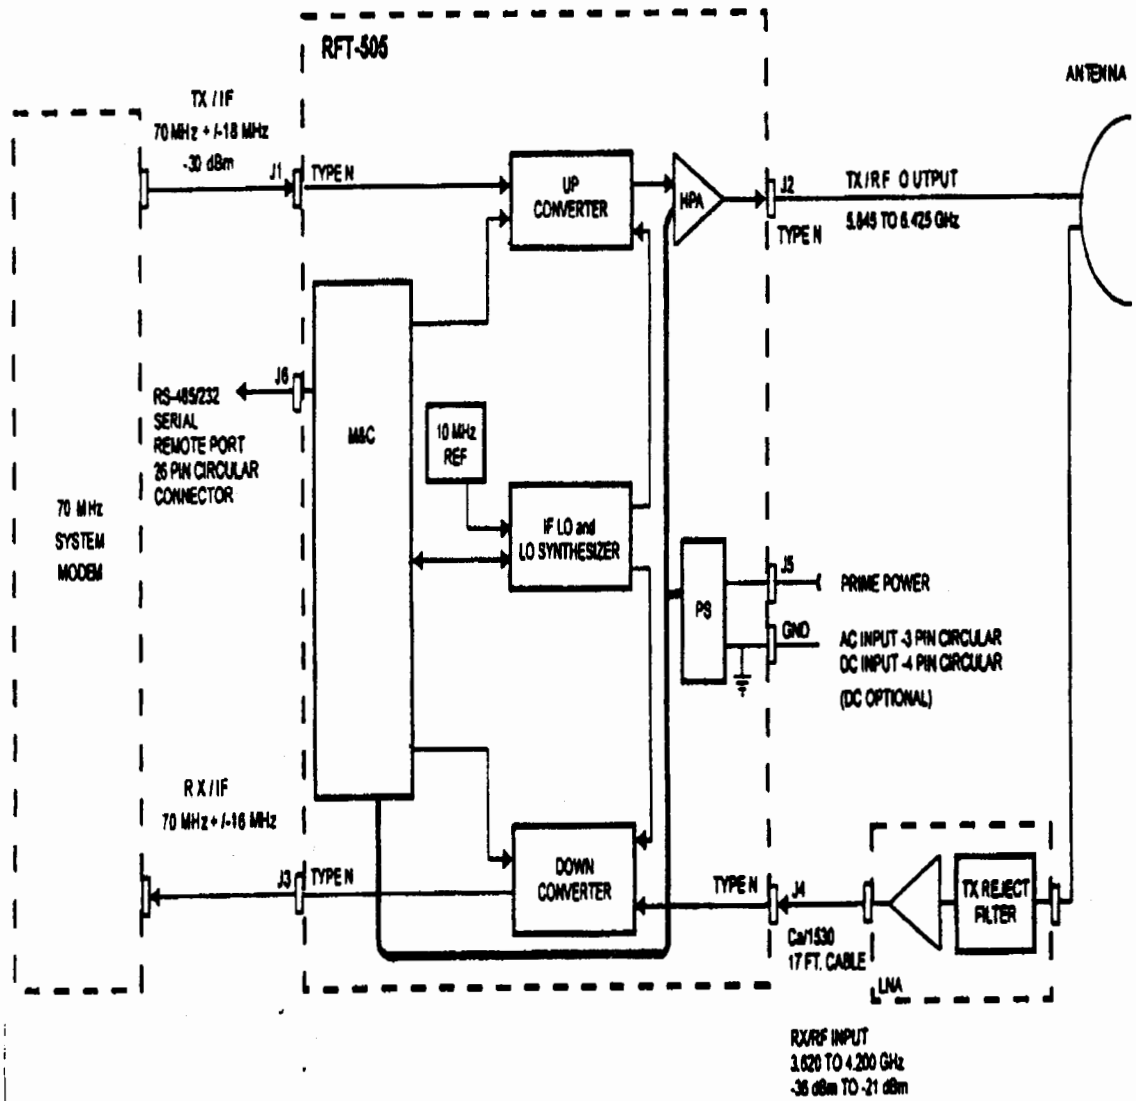 RFT-505
ANTENNA
TX / IF
70 MHz + /-18 MHz
-30 dBm
J1
TYPE N
UP
CONVERTER
HPA
J2
TYPE N
TX/RF OUTPUT
5.845 TO 6.425 GHz
J6
RS-485/232
SERIAL
REMOTE PORT
26 PIN CIRCULAR
CONNECTOR
M&C
10 MHz
REF
70 MHz
SYSTEM
MODEM
IF LO and
LO SYNTHESIZER
PS
J5
PRIME POWER
GND
AC INPUT -3 PIN CIRCULAR
DC INPUT -4 PIN CIRCULAR
(DC OPTIONAL)
RX / IF
70 MHz + /-16 MHz
J3
TYPE N
DOWN
CONVERTER
TYPE N
J4
Ca/1530
17 FT. CABLE
TX REJECT
FILTER
LNA
RX/RF INPUT
3.620 TO 4.200 GHz
-36 dBm TO -21 dBm